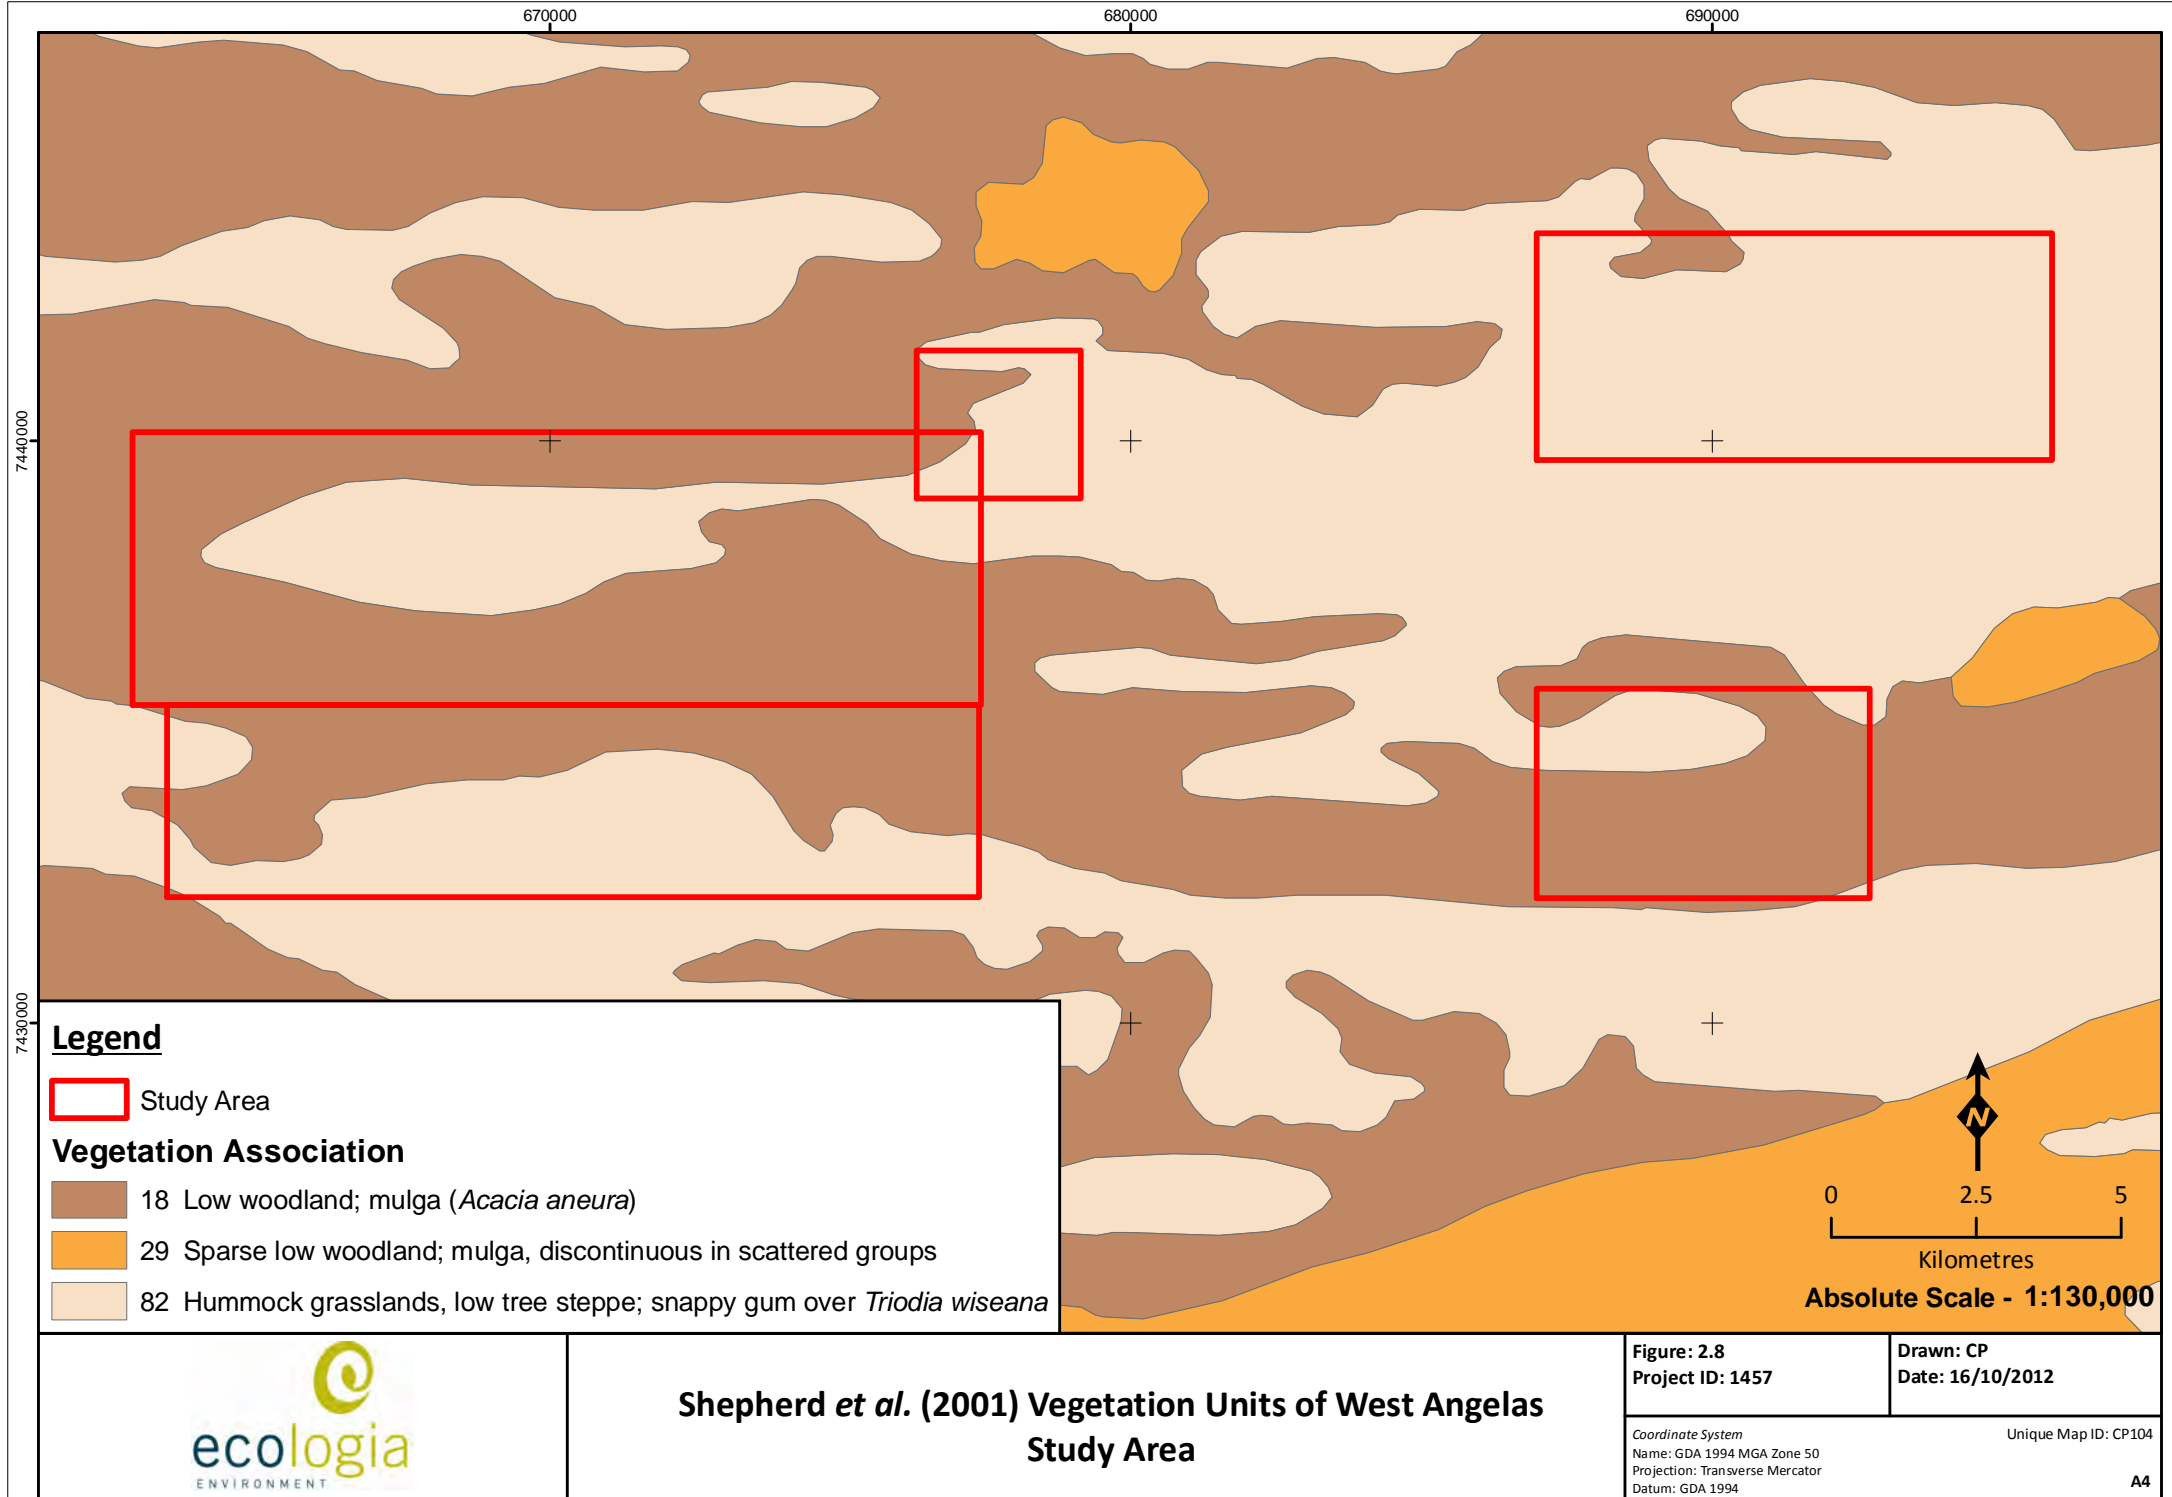 670000
680000
690000
7440000
7430000
Legend
Study Area
Vegetation Association
18 Low woodland; mulga (Acacia aneura)
29 Sparse low woodland; mulga, discontinuous in scattered groups
82 Hummock grasslands, low tree steppe; snappy gum over Triodia wiseana
N
0 2.5 5
Kilometres
Absolute Scale - 1:130,000
ecologia
ENVIRONMENT
Shepherd et al. (2001) Vegetation Units of West Angelas
Study Area
Figure: 2.8
Project ID: 1457
Drawn: CP
Date: 16/10/2012
Coordinate System
Name: GDA 1994 MGA Zone 50
Projection: Transverse Mercator
Datum: GDA 1994
Unique Map ID: CP104
A4